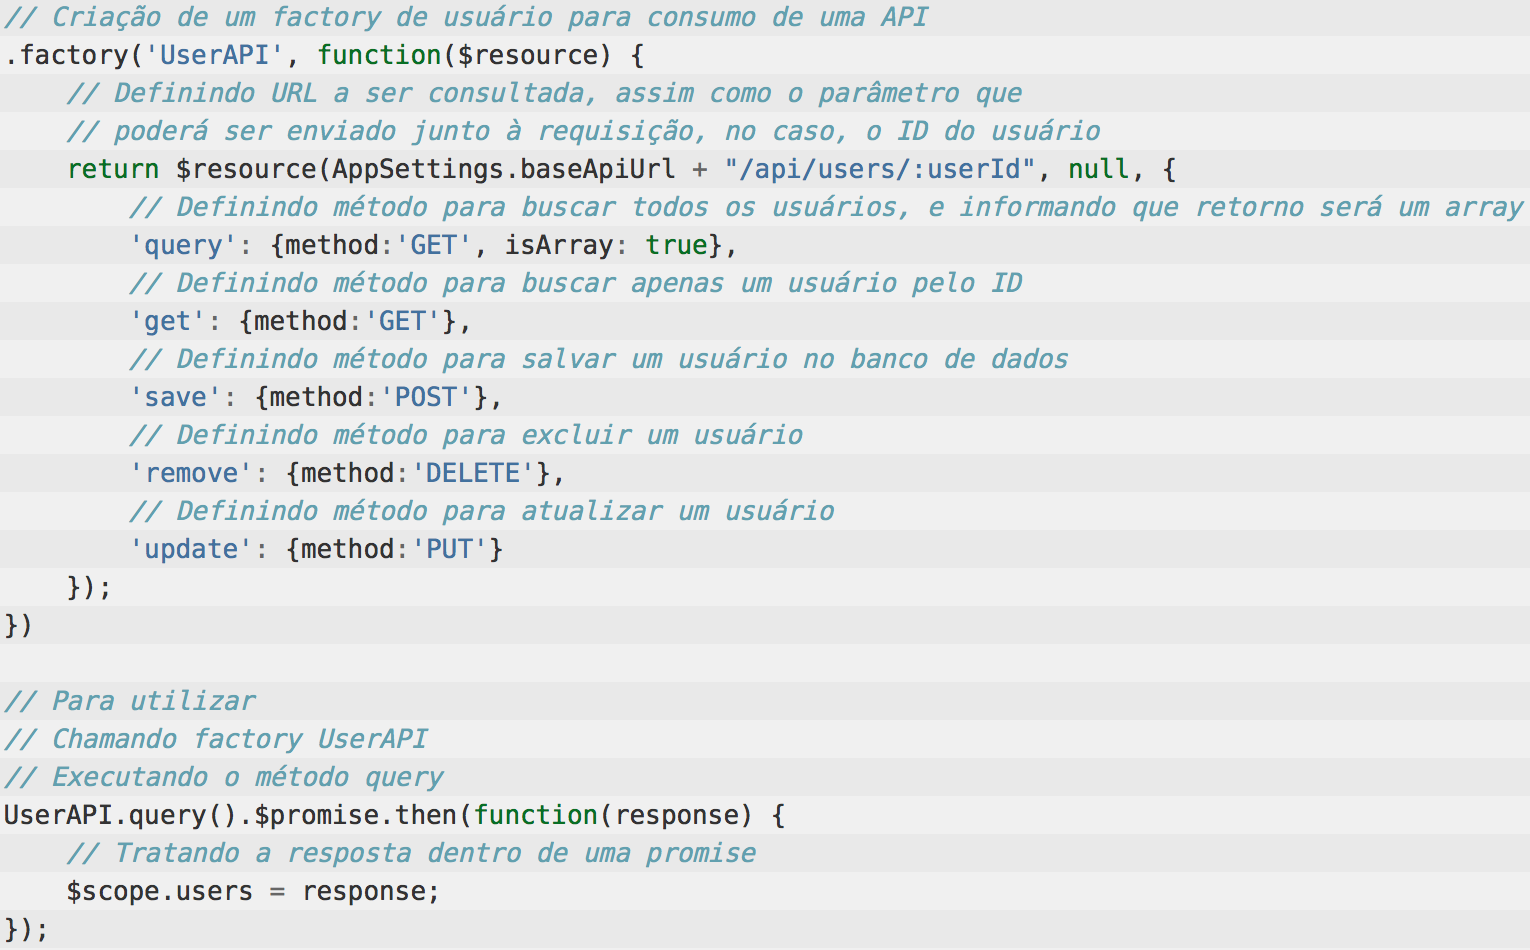 // Criação de um factory de usuário para consumo de uma API
.factory('UserAPI', function($resource) {
    // Definindo URL a ser consultada, assim como o parâmetro que
    // poderá ser enviado junto à requisição, no caso, o ID do usuário
    return $resource(AppSettings.baseApiUrl + "/api/users/:userId", null, {
        // Definindo método para buscar todos os usuários, e informando que retorno será um array
        'query': {method:'GET', isArray: true},
        // Definindo método para buscar apenas um usuário pelo ID
        'get': {method:'GET'},
        // Definindo método para salvar um usuário no banco de dados
        'save': {method:'POST'},
        // Definindo método para excluir um usuário
        'remove': {method:'DELETE'},
        // Definindo método para atualizar um usuário
        'update': {method:'PUT'}
    });
})

// Para utilizar
// Chamando factory UserAPI
// Executando o método query
UserAPI.query().$promise.then(function(response) {
    // Tratando a resposta dentro de uma promise
    $scope.users = response;
});